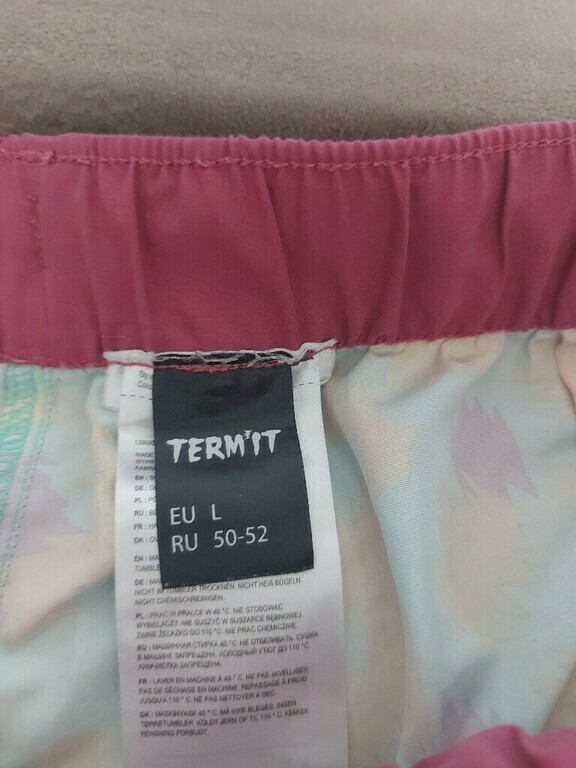 TERM'IT
EU L
RU 50-52
NICHT IM TUMBLER TROCKNEN. NICHT HEIß BÜGELN.
NICHT CHEMISCHREINIGEN.
PL : PRAĆ W PRALCE W 40 °C. NIE STOSOWAĆ
WYBIELACZY. NIE SUSZYĆ W SUSZARCE BĘBNOWEJ.
ZIMNE ŻELAZKO DO 110 °C. NIE PRAĆ CHEMICZNIE.
RU : МАШИННАЯ СТИРКА 40 °C. НЕ ОТБЕЛИВАТЬ. СУШКА
В МАШИНЕ ЗАПРЕЩЕНА. ХОЛОДНЫЙ УТЮГ ДО 110 °C.
ХИМЧИСТКА ЗАПРЕЩЕНА.
FR : LAVER EN MACHINE À 40 °C. NE PAS JAVELLISER.
PAS DE SÉCHAGE EN MACHINE. REPASSAGE À FROID
JUSQU'À 110 °C. NE PAS NETTOYER À SEC.
DK : MASKINVASK 40 °C. MÅ IKKE BLEGES. INGEN
TØRRETUMBLER. KOLDT JERN OP TIL 110 °C. KEMISK
RENSNING FORBUDT.